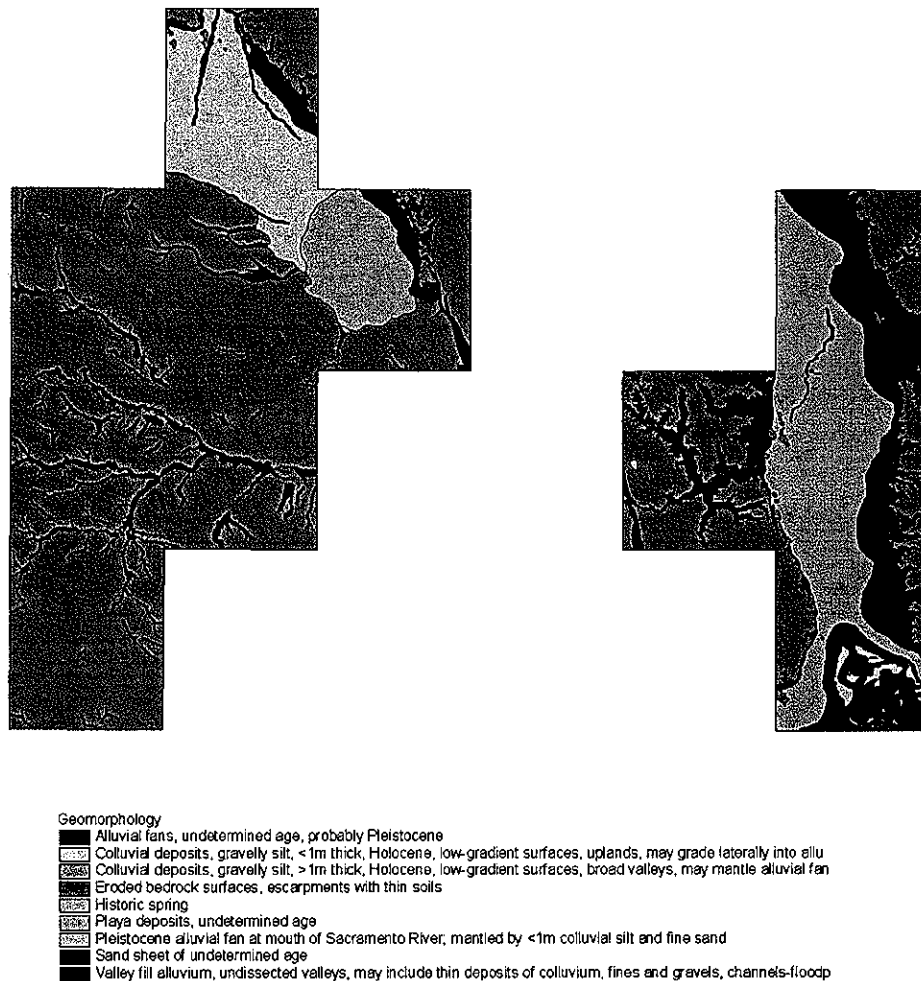 Geomorphology
Alluvial fans, undetermined age, probably Pleistocene
Colluvial deposits, gravelly silt, <1m thick, Holocene, low-gradient surfaces, uplands, may grade laterally into allu
Colluvial deposits, gravelly silt, >1m thick, Holocene, low-gradient surfaces, broad valleys, may mantle alluvial fan
Eroded bedrock surfaces, escarpments with thin soils
Historic spring
Playa deposits, undetermined age
Pleistocene alluvial fan at mouth of Sacramento River, mantled by <1m colluvial silt and fine sand
Sand sheet of undetermined age
Valley fill alluvium, undissected valleys, may include thin deposits of colluvium, fines and gravels, channels-floodp